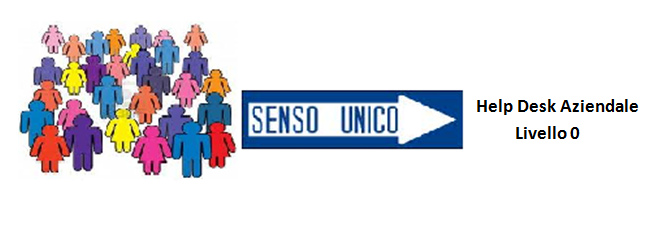 SENSO UNICO
Help Desk Aziendale
Livello 0